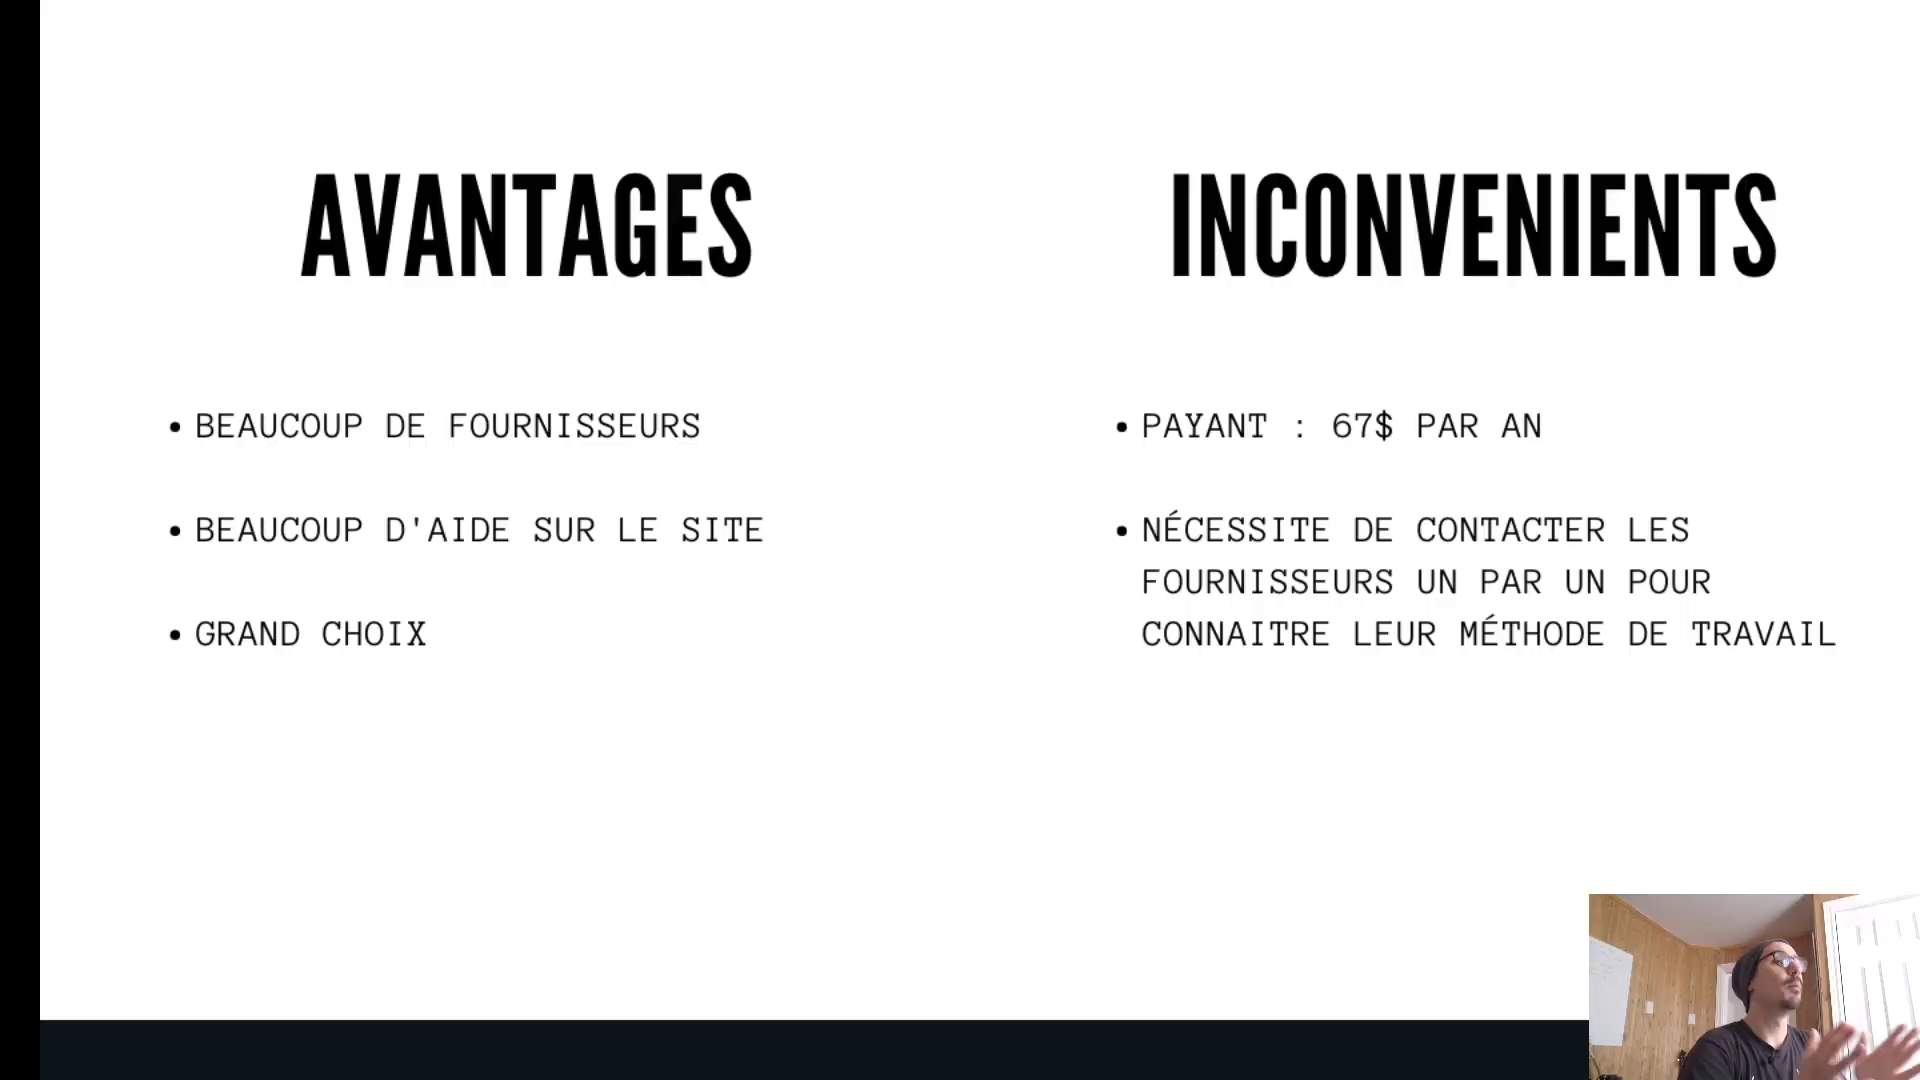 AVANTAGES
BEAUCOUP DE FOURNISSEURS
BEAUCOUP D'AIDE SUR LE SITE
GRAND CHOIX
INCONVENIENTS
PAYANT : 67$ PAR AN
NÉCESSITE DE CONTACTER LES
FOURNISSEURS UN PAR UN POUR
CONNAITRE LEUR MÉTHODE DE TRAVAIL